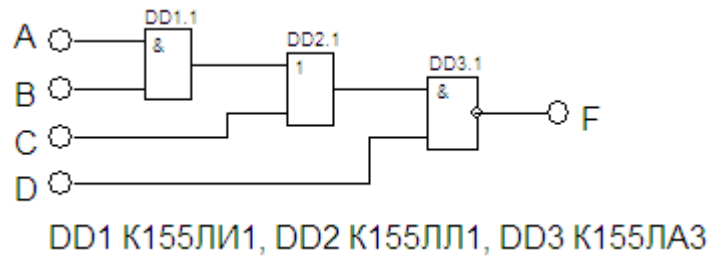 DD1.1
A
&
DD2.1
1
B
DD3.1
&
C
F
D
DD1 К155ЛИ1, DD2 К155ЛЛ1, DD3 К155ЛА3